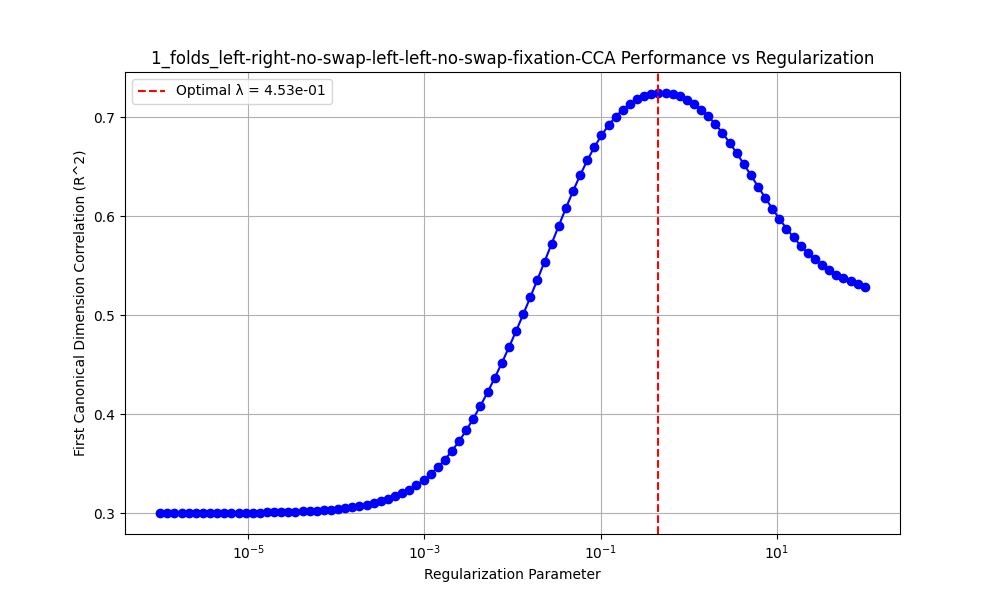 1_folds_left-right-no-swap-left-left-no-swap-fixation-CCA Performance vs Regularization
Optimal λ = 4.53e-01
First Canonical Dimension Correlation (R^2)
0.7
0.6
0.5
0.4
0.3
10⁻⁵
10⁻³
10⁻¹
10¹
Regularization Parameter